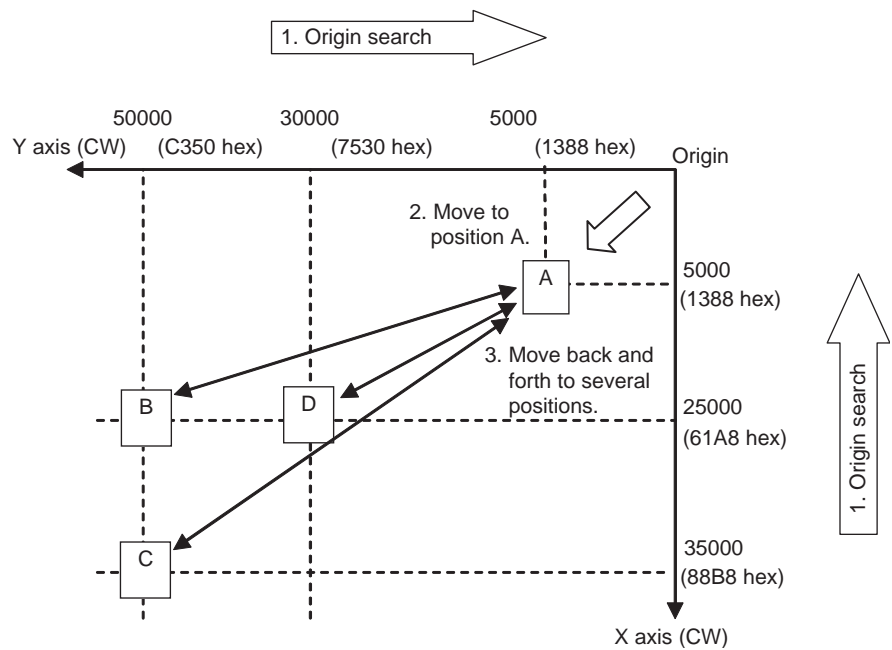 1. Origin search
50000
30000
5000
Y axis (CW)
(C350 hex)
(7530 hex)
(1388 hex)
Origin
2. Move to
position A.
A
5000
(1388 hex)
3. Move back and
forth to several
positions.
B
D
25000
(61A8 hex)
1. Origin search
C
35000
(88B8 hex)
X axis (CW)